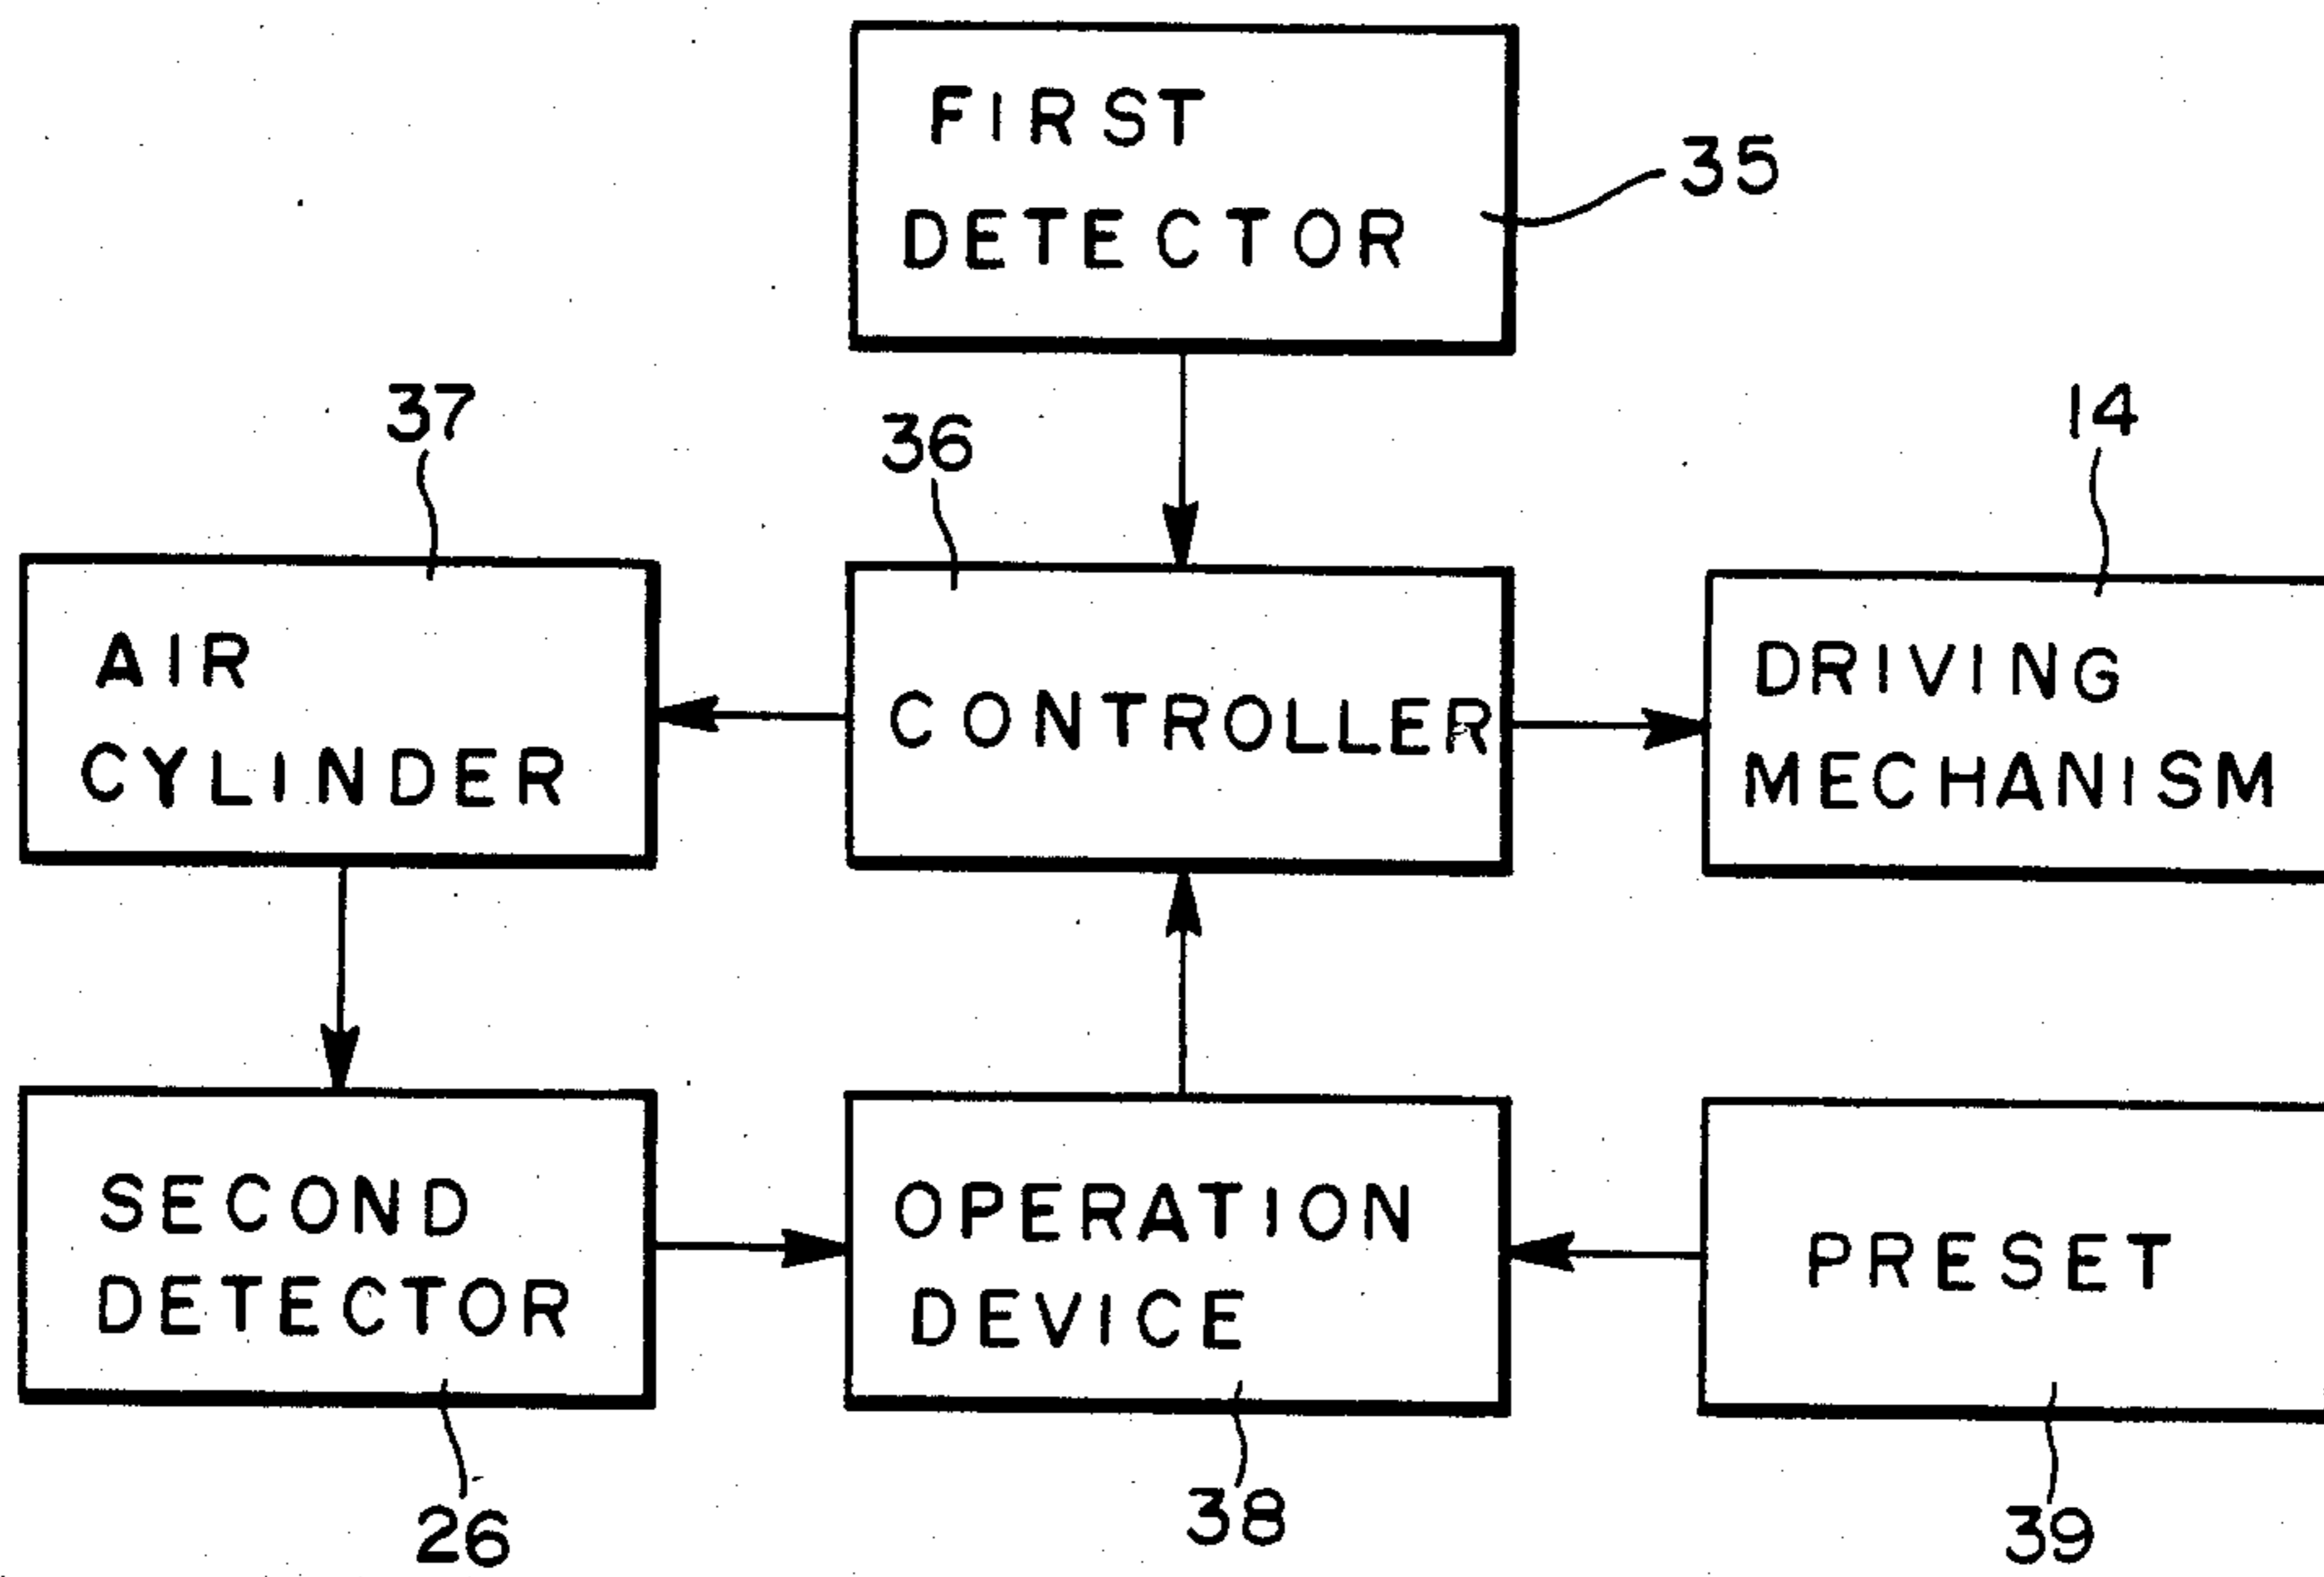 FIRST
DETECTOR
35
37
36
14
AIR
CYLINDER
CONTROLLER
DRIVING
MECHANISM
SECOND
DETECTOR
OPERATION
DEVICE
PRESET
26
38
39